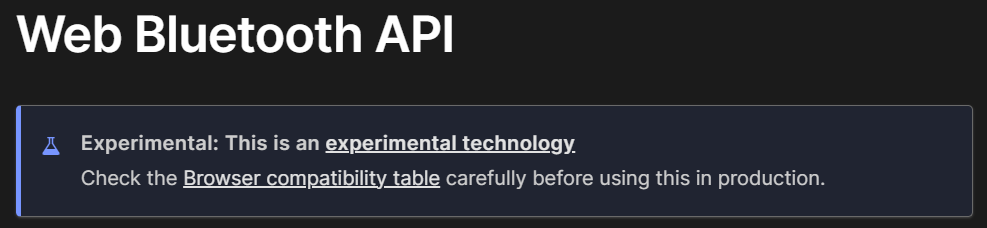 Web Bluetooth API
Experimental: This is an experimental technology
Check the Browser compatibility table carefully before using this in production.